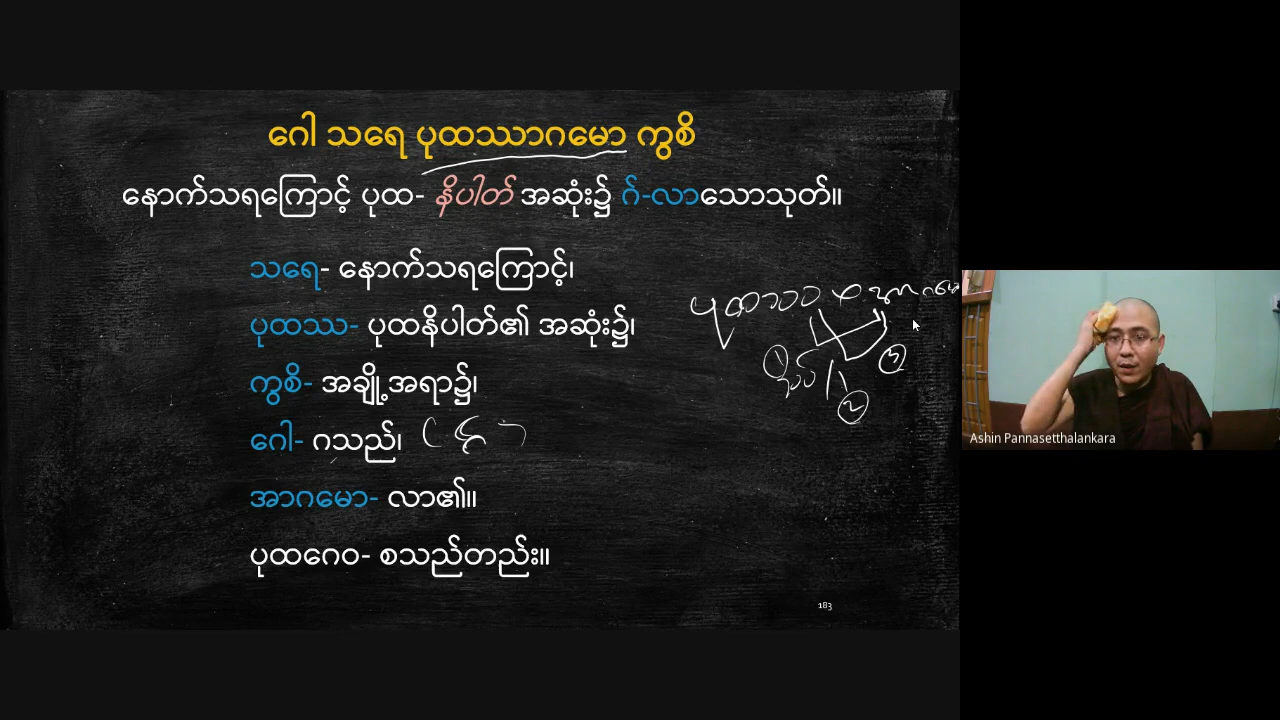 ဂေါ သရေ ပုထဿာဂမော ကွစိ
နောက်သရကြောင့် ပုထ- နိပါတ် အဆုံး၌ ဂ်-လာသောသုတ်။
သရေ- နောက်သရကြောင့်၊
ပုထဿ- ပုထနိပါတ်၏ အဆုံး၌၊
ကွစိ- အချို့အရာ၌၊
ဂေါ- ဂသည်၊
အာဂမော- လာ၏။
ပုထဂေဝ- စသည်တည်း။
183
Ashin Pannasetthalankara